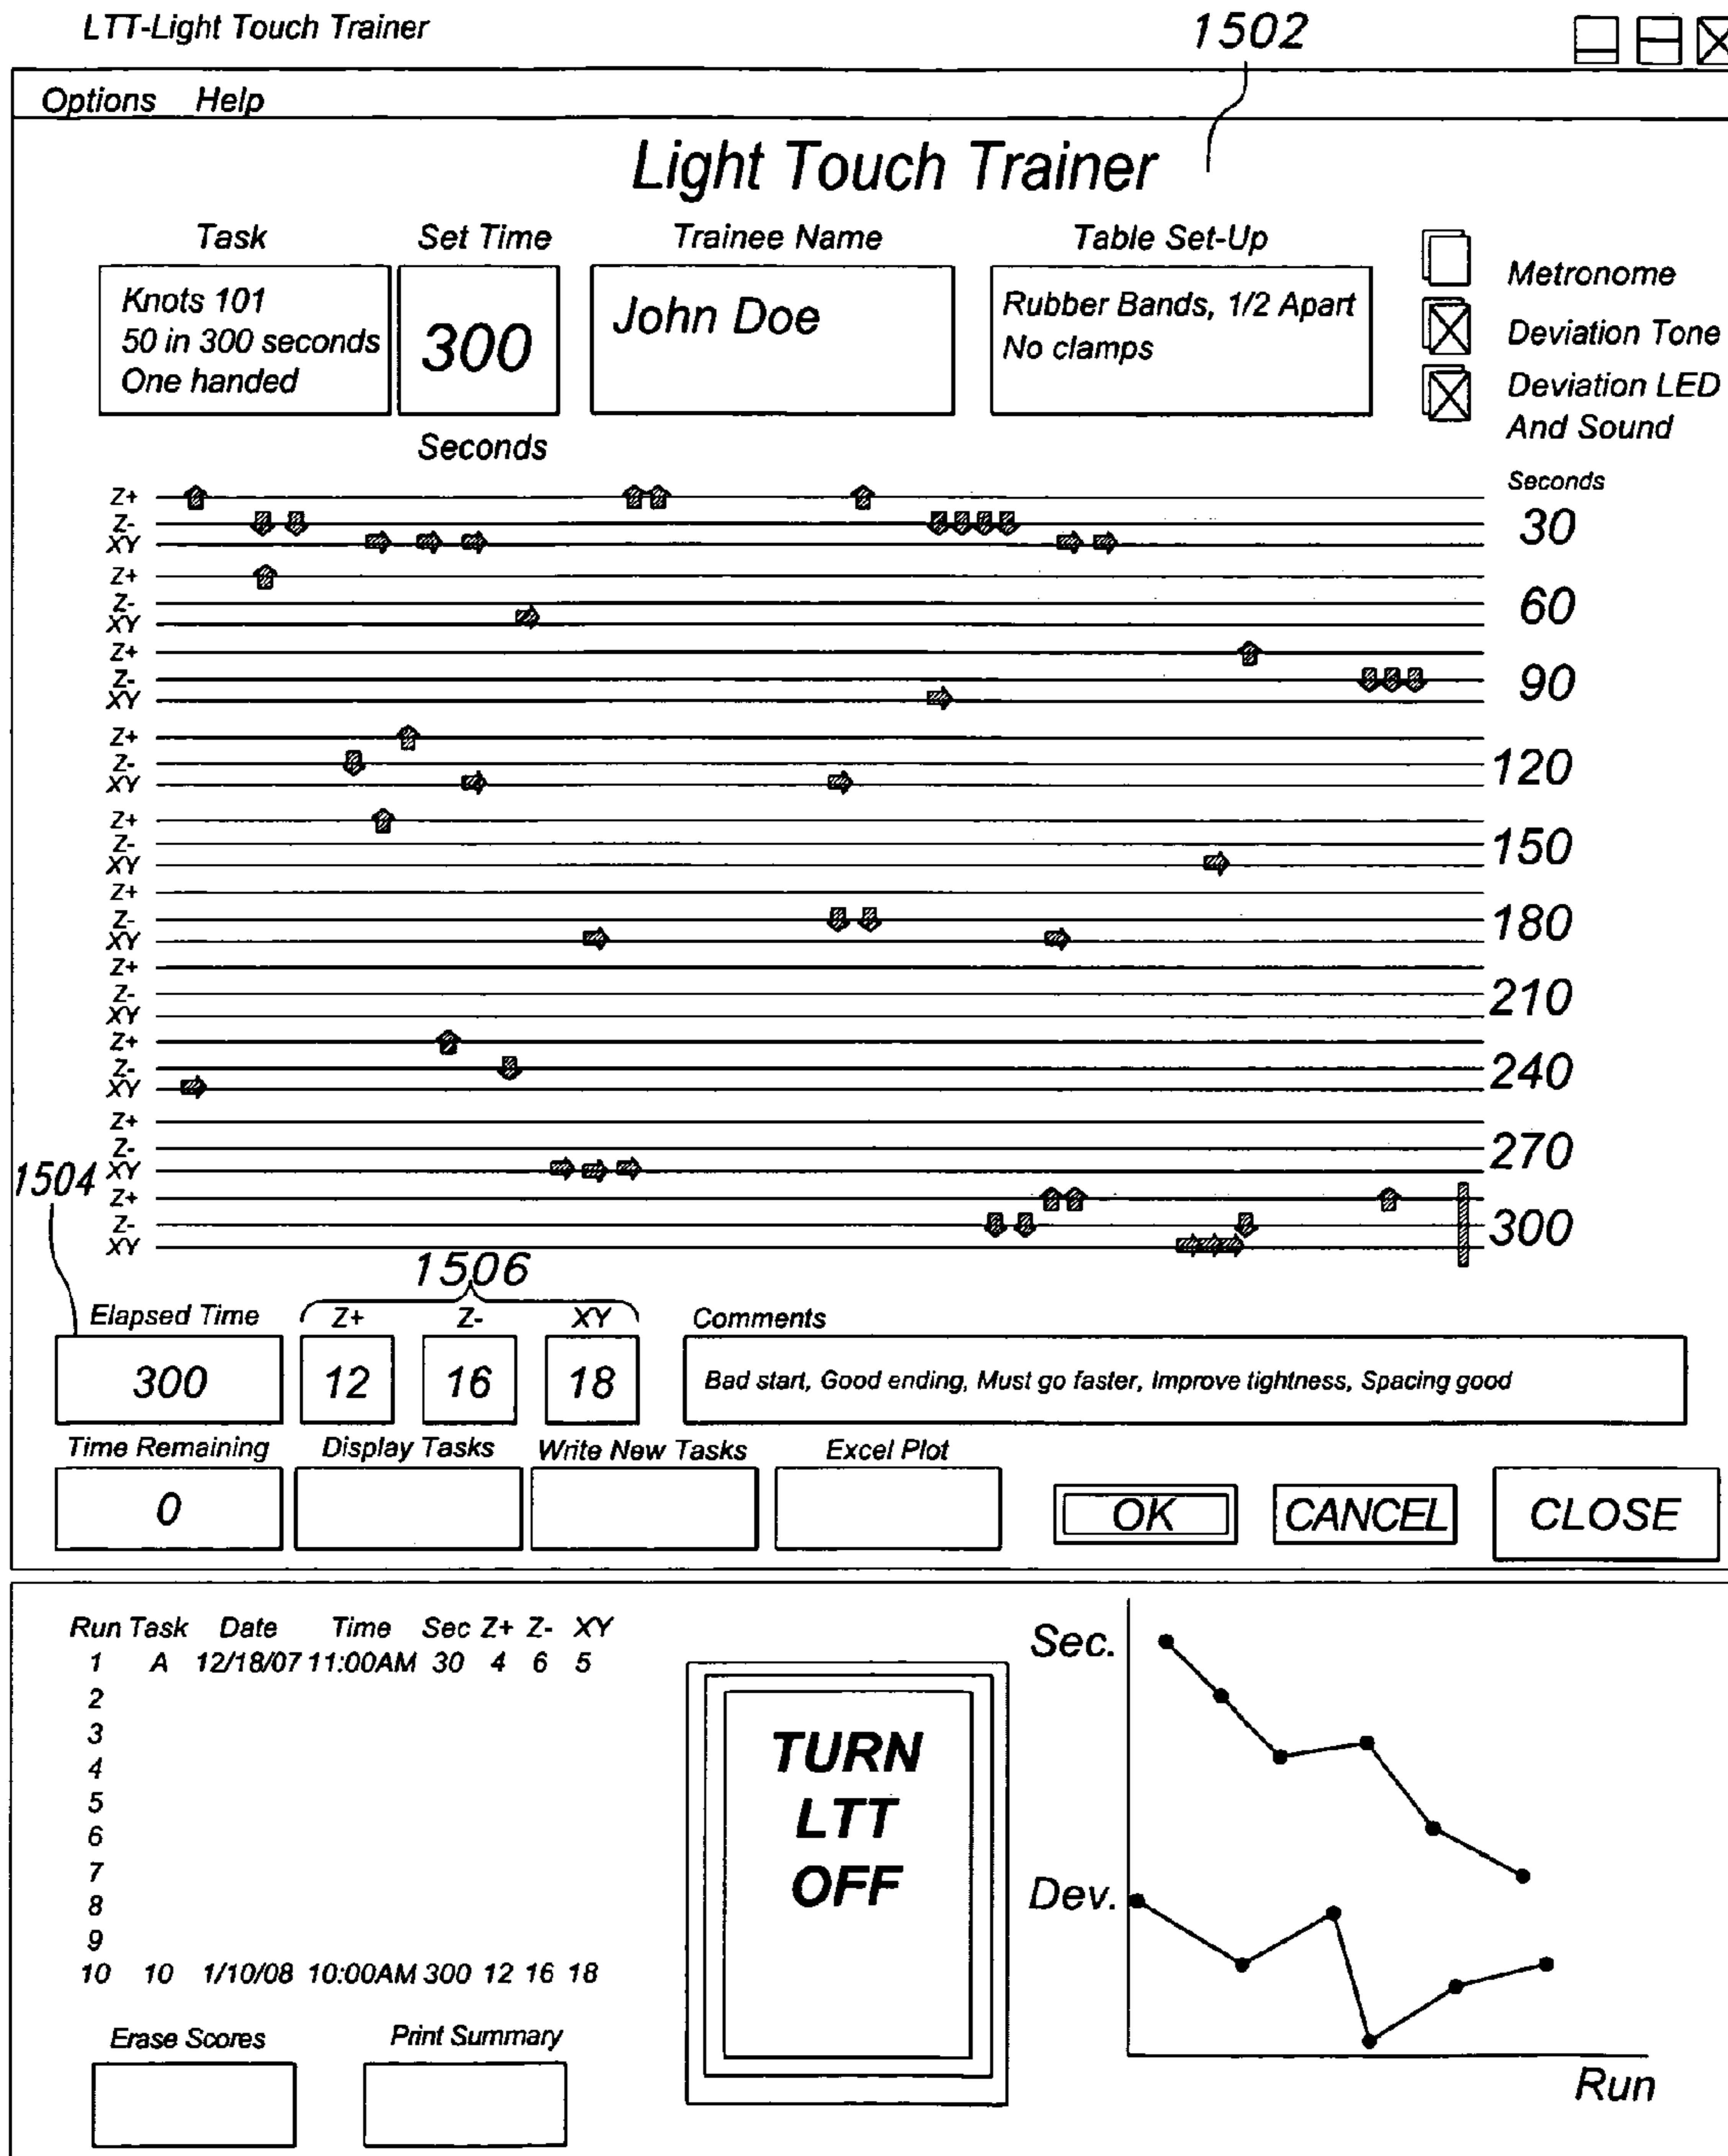 LTT-Light Touch Trainer
1502
Options Help
Light Touch Trainer
Task Set Time Trainee Name Table Set-Up
Knots 101
50 in 300 seconds
One handed
300
John Doe
Rubber Bands, 1/2 Apart
No clamps
Metronome
Deviation Tone
Deviation LED
And Sound
Seconds
Seconds
Z+
Z-
XY
30
Z+
Z-
XY
60
Z+
Z-
XY
90
Z+
Z-
XY
120
Z+
Z-
XY
150
Z+
Z-
XY
180
Z+
Z-
XY
210
Z+
Z-
XY
240
Z+
Z-
XY
270
1504
Z+
Z-
XY
300
1506
Elapsed Time Z+ Z- XY Comments
300 12 16 18 Bad start, Good ending, Must go faster, Improve tightness, Spacing good
Time Remaining Display Tasks Write New Tasks Excel Plot
0
OK CANCEL CLOSE
Run Task Date Time Sec Z+ Z- XY
1 A 12/18/07 11:00AM 30 4 6 5
2
3
4
5
6
7
8
9
10 10 1/10/08 10:00AM 300 12 16 18
Erase Scores Print Summary
TURN
LTT
OFF
Sec.
Dev.
Run